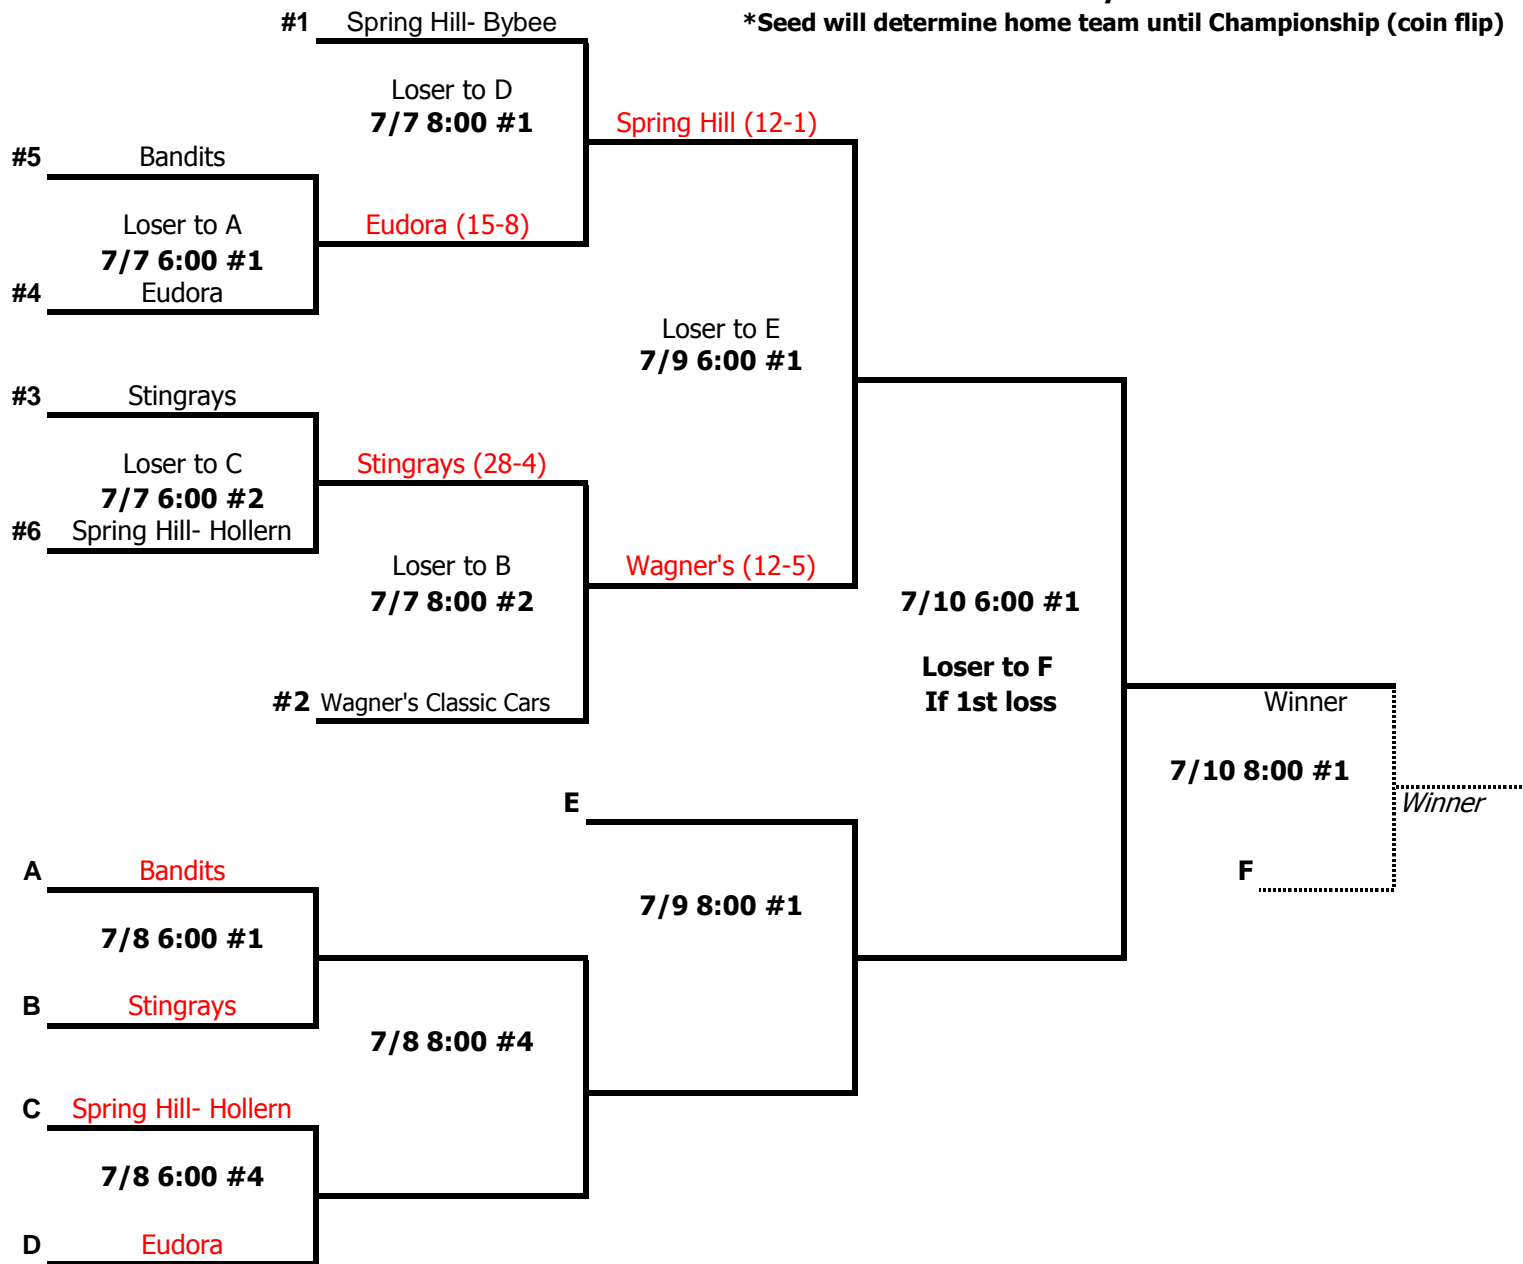 #1 Spring Hill- Bybee
*Seed will determine home team until Championship (coin flip)
Loser to D
7/7 8:00 #1
Spring Hill (12-1)
#5 Bandits
Loser to A
7/7 6:00 #1
Eudora (15-8)
#4 Eudora
Loser to E
7/9 6:00 #1
#3 Stingrays
Loser to C
7/7 6:00 #2
Stingrays (28-4)
#6 Spring Hill- Hollern
Loser to B
7/7 8:00 #2
Wagner's (12-5)
7/10 6:00 #1
Loser to F
If 1st loss
#2 Wagner's Classic Cars
Winner
7/10 8:00 #1
Winner
E
F
A Bandits
7/9 8:00 #1
7/8 6:00 #1
B Stingrays
7/8 8:00 #4
C Spring Hill- Hollern
7/8 6:00 #4
D Eudora